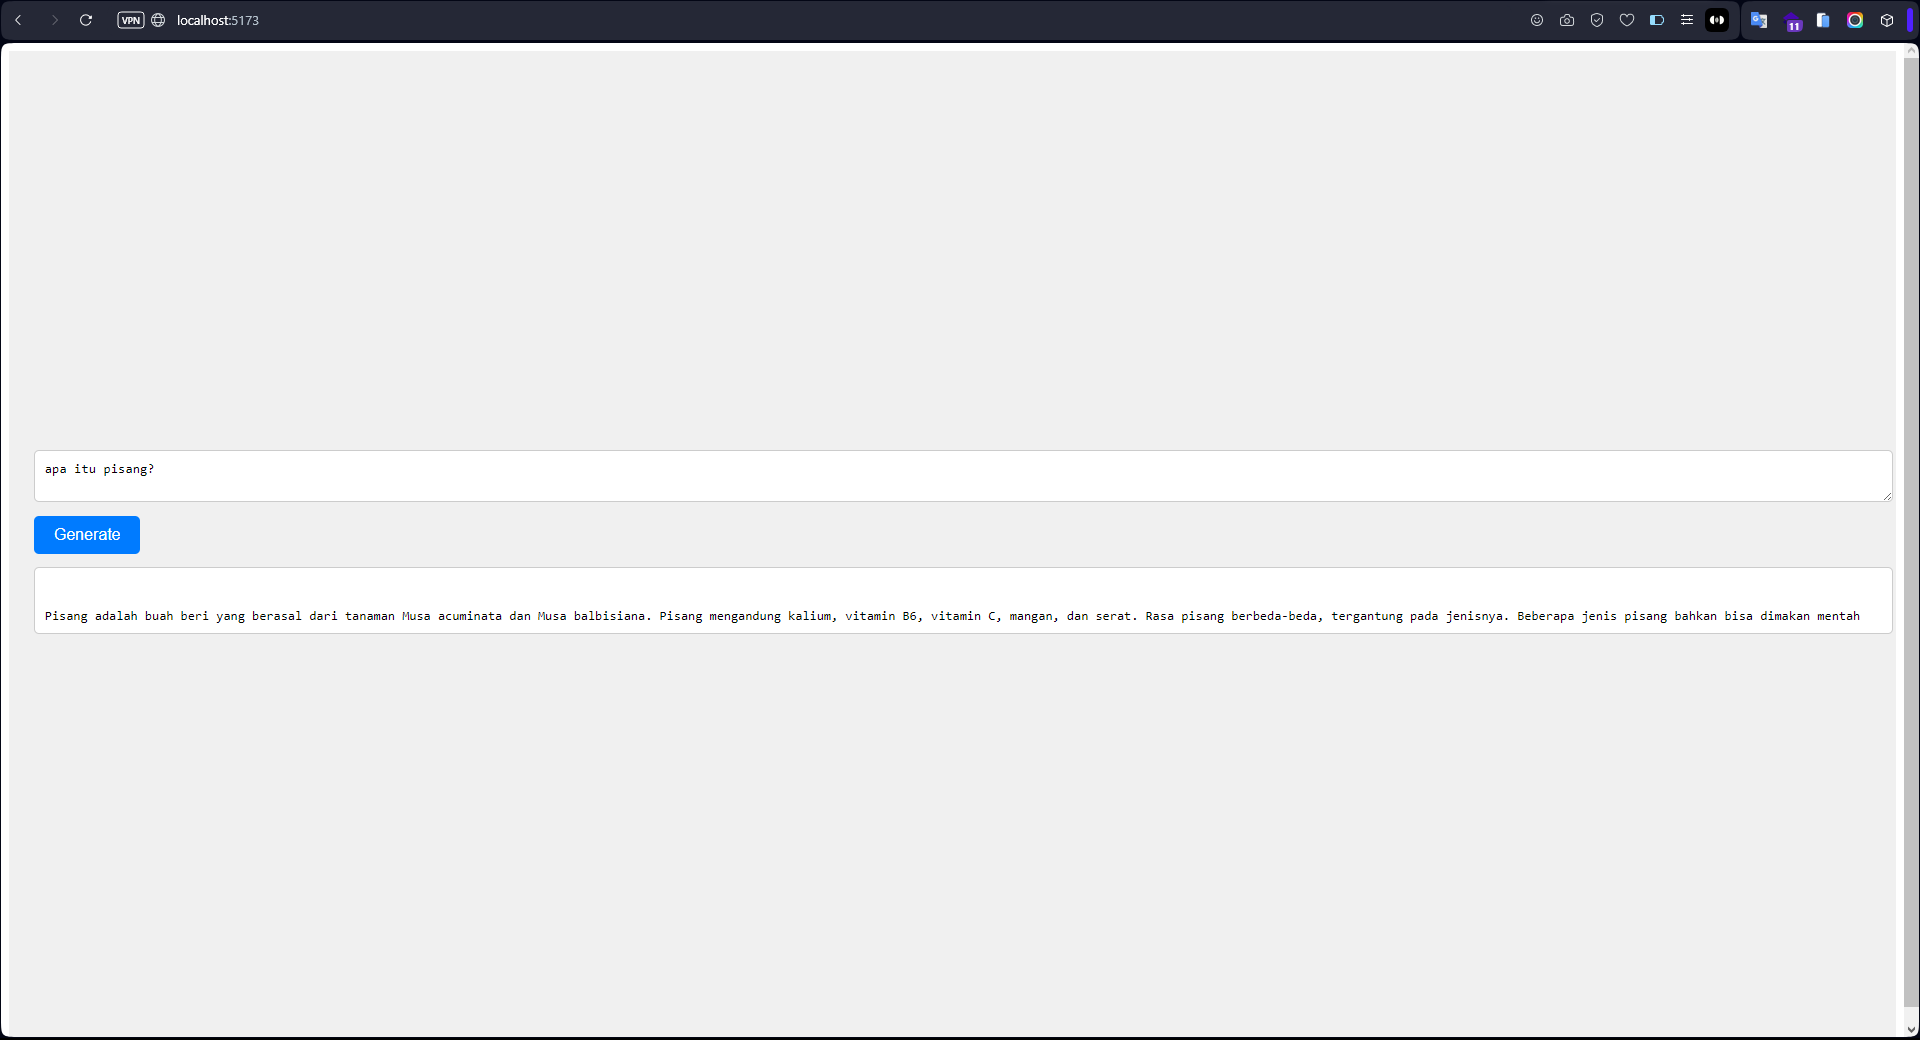 VPN
localhost:5173
11
apa itu pisang?
Generate
Pisang adalah buah beri yang berasal dari tanaman Musa acuminata dan Musa balbisiana. Pisang mengandung kalium, vitamin B6, vitamin C, mangan, dan serat. Rasa pisang berbeda-beda, tergantung pada jenisnya. Beberapa jenis pisang bahkan bisa dimakan mentah